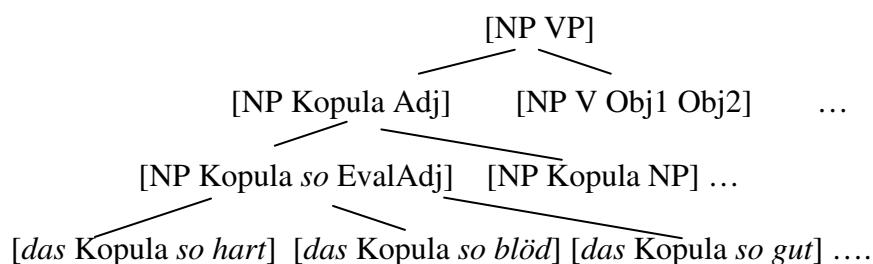 [NP VP]
[NP Kopula Adj] [NP V Obj1 Obj2] …
[NP Kopula so EvalAdj] [NP Kopula NP] …
[das Kopula so hart] [das Kopula so blöd] [das Kopula so gut] ….